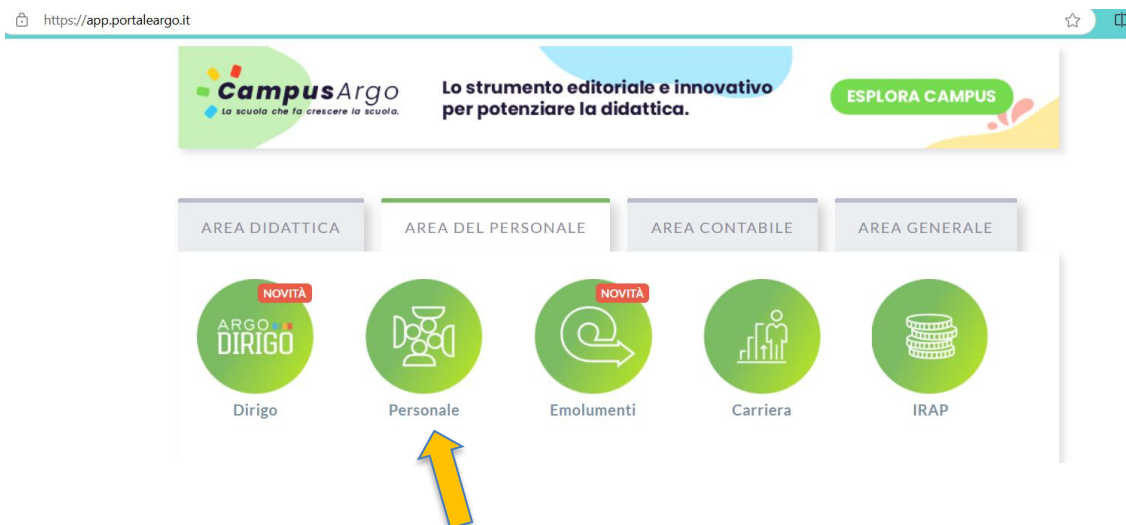 https://app.portaleargo.it
CampusArgo
La scuola che fa crescere la scuola.
Lo strumento editoriale e innovativo
per potenziare la didattica.
ESPLORA CAMPUS
AREA DIDATTICA
AREA DEL PERSONALE
AREA CONTABILE
AREA GENERALE
NOVITÀ
ARGO
DIRIGO
NOVITÀ
Dirigo
Personale
Emolumenti
Carriera
IRAP